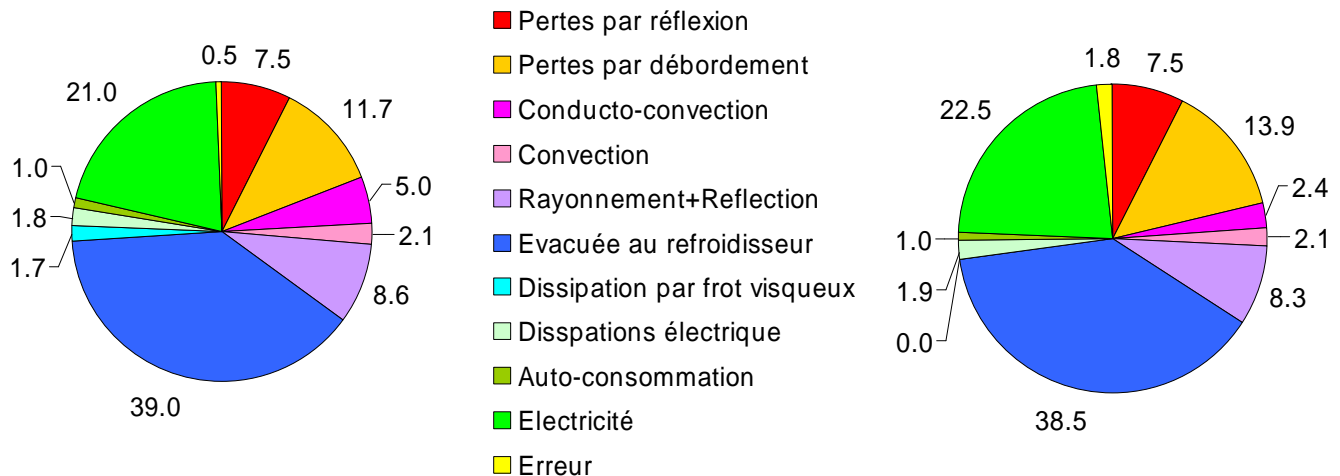 0.5
7.5
11.7
5.0
2.1
8.6
39.0
1.7
1.8
1.0
21.0
Pertes par réflexion
Pertes par débordement
Conducto-convection
Convection
Rayonnement+Reflection
Evacuée au refroidisseur
Dissipation par frot visqueux
Disspations électrique
Auto-consommation
Electricité
Erreur
1.8
7.5
13.9
2.4
2.1
8.3
38.5
0.0
1.9
1.0
22.5